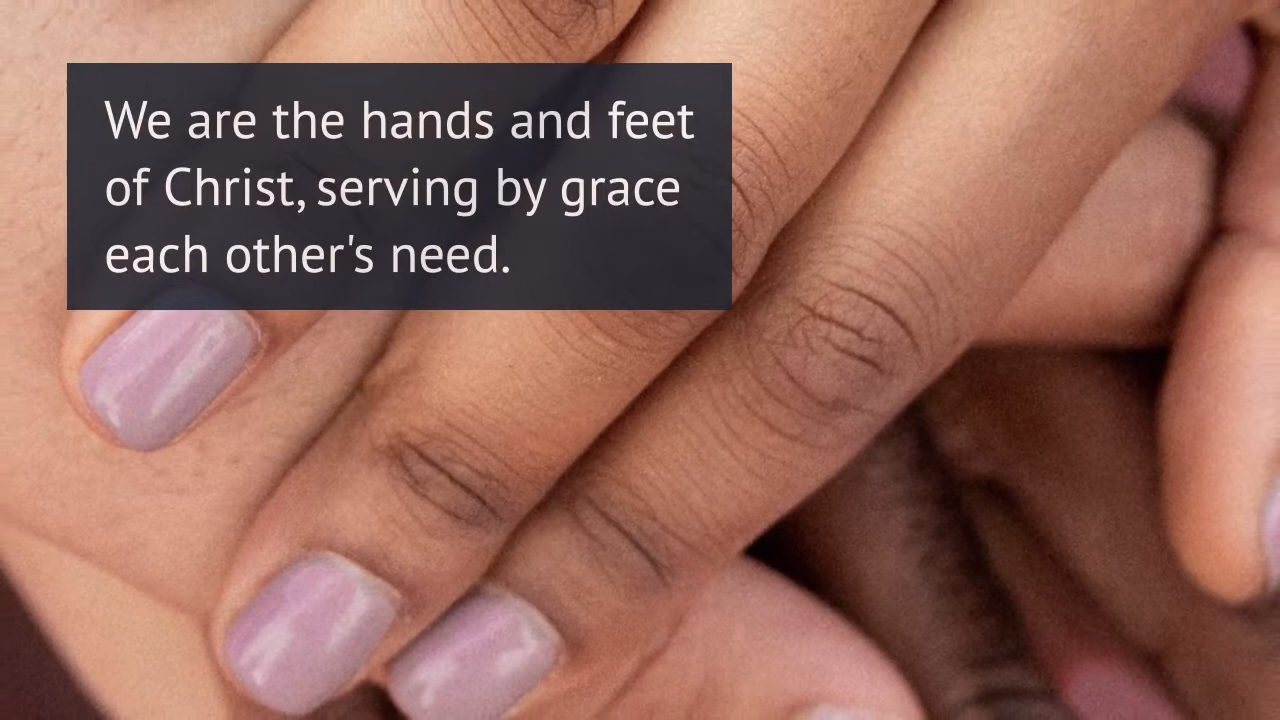 We are the hands and feet
of Christ, serving by grace
each other's need.